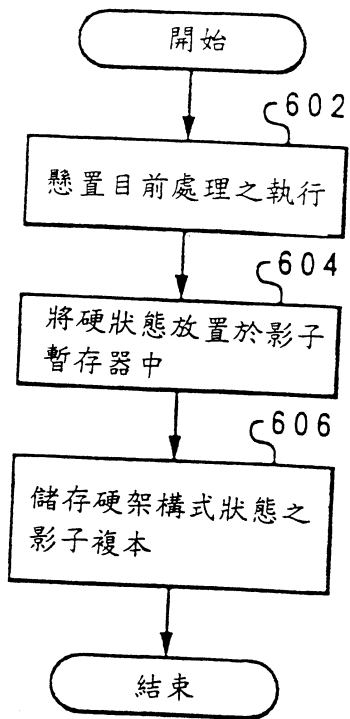 開始
602
懸置目前處理之執行
604
將硬狀態放置於影子
暫存器中
606
儲存硬架構式狀態之
影子複本
結束